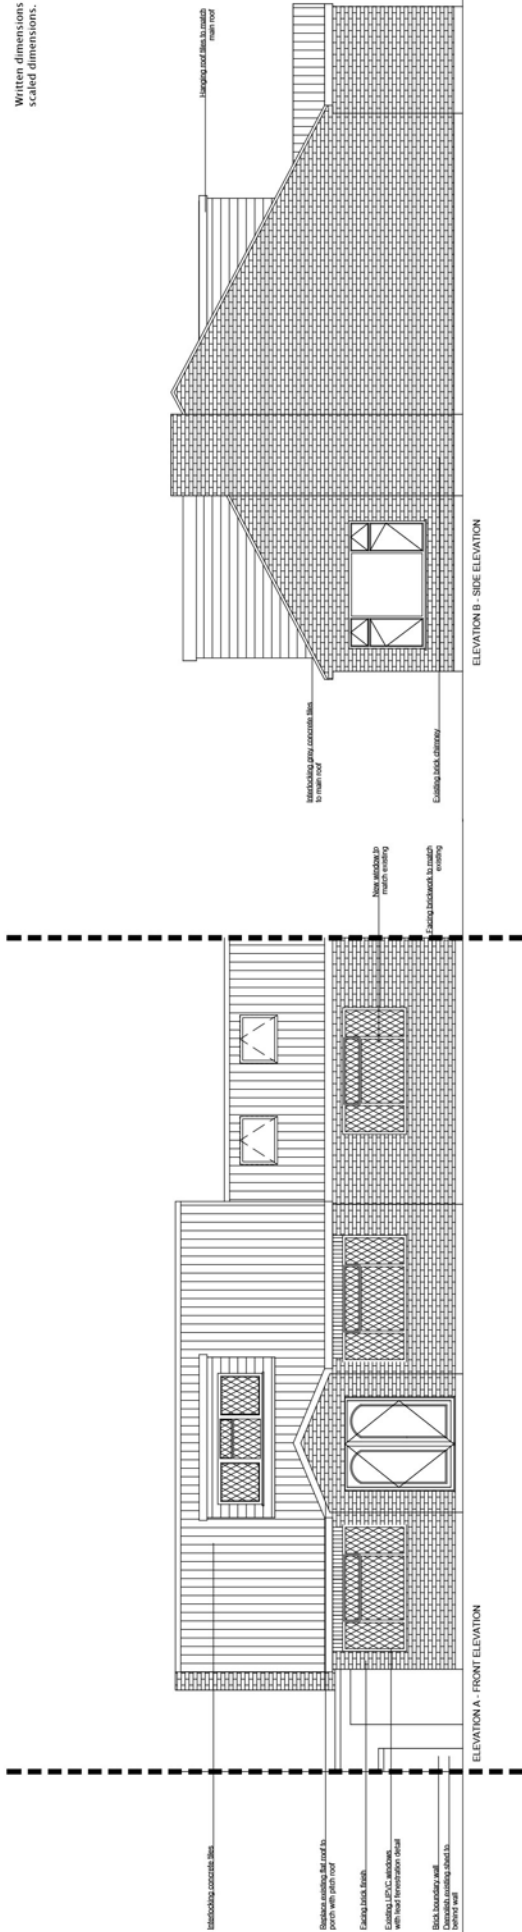 Written dimensions
scaled dimensions.
Hanging roof tiles to match
main roof
Interlocking grey concrete tiles
to main roof
Existing brick chimney
ELEVATION B - SIDE ELEVATION
New window to
match existing
Facing brickwork to match
existing
Interlocking concrete tiles
Replace existing flat roof to
porch with pitch roof
Facing brick finish
Existing UPVC windows
with lead fenestration detail
Brick boundary wall
Demolish existing shed to
behind wall
ELEVATION A - FRONT ELEVATION